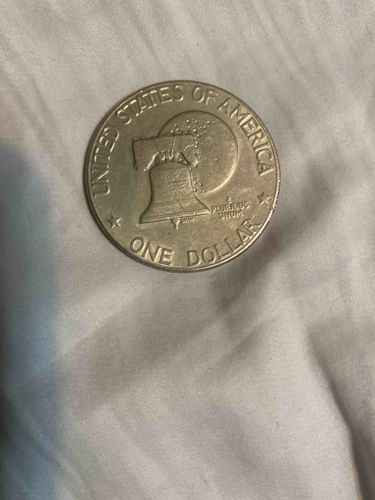 UNITED STATES OF AMERICA
E
PLURIBUS
UNUM
ONE DOLLAR